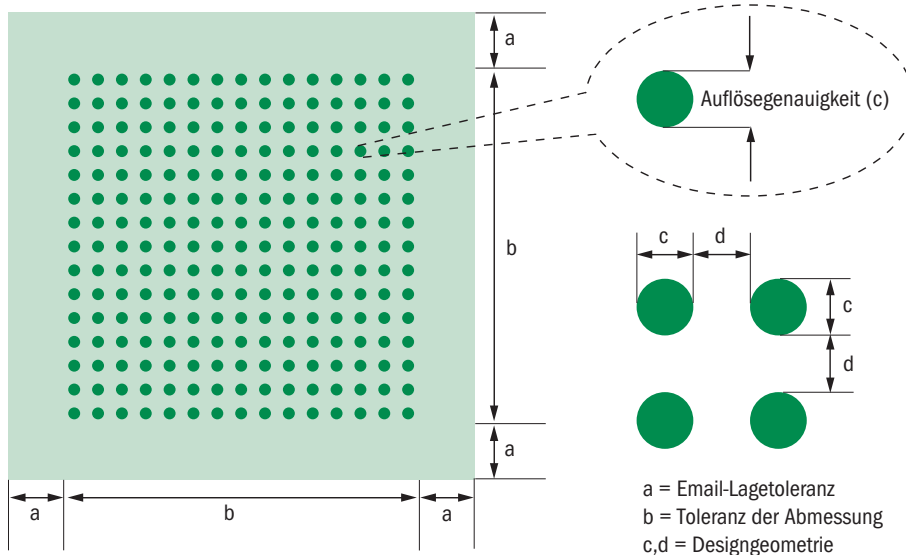 a
Auflösegenauigkeit (c)
b
c
d
c
d
a
a
b
a
a = Email-Lagetoleranz
b = Toleranz der Abmessung
c,d = Designgeometrie